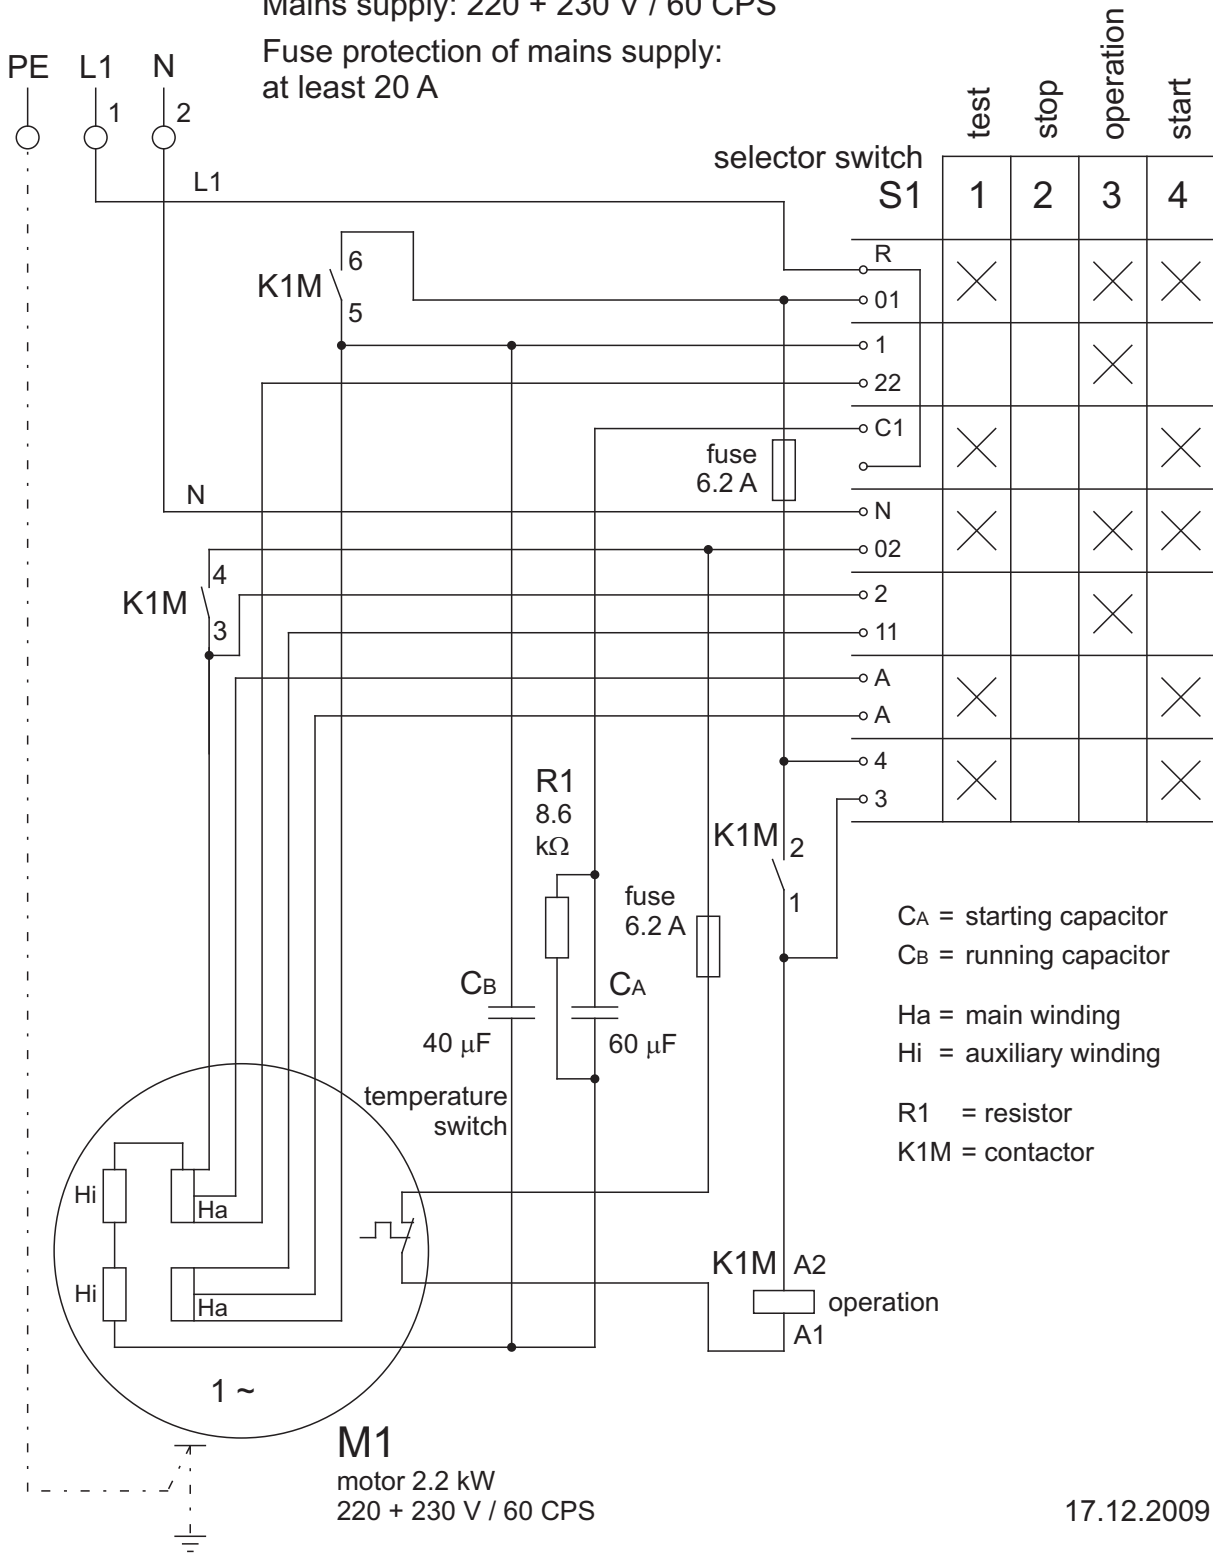 Mains supply: 220 + 230 V / 60 CPS
Fuse protection of mains supply:
at least 20 A
PE L1 N
1 2
L1
test
stop
operation
start
selector switch
S1 1 2 3 4
R
01
1
22
C1
N
02
2
11
A
A
4
3
K1M
6
5
fuse
6.2 A
N
K1M
4
3
R1
8.6
kΩ
K1M
2
1
fuse
6.2 A
CB
40 µF
CA
60 µF
CA = starting capacitor
CB = running capacitor
Ha = main winding
Hi = auxiliary winding
R1 = resistor
K1M = contactor
temperature
switch
Hi
Ha
Hi
Ha
K1M A2
operation
A1
1 ~
M1
motor 2.2 kW
220 + 230 V / 60 CPS
17.12.2009